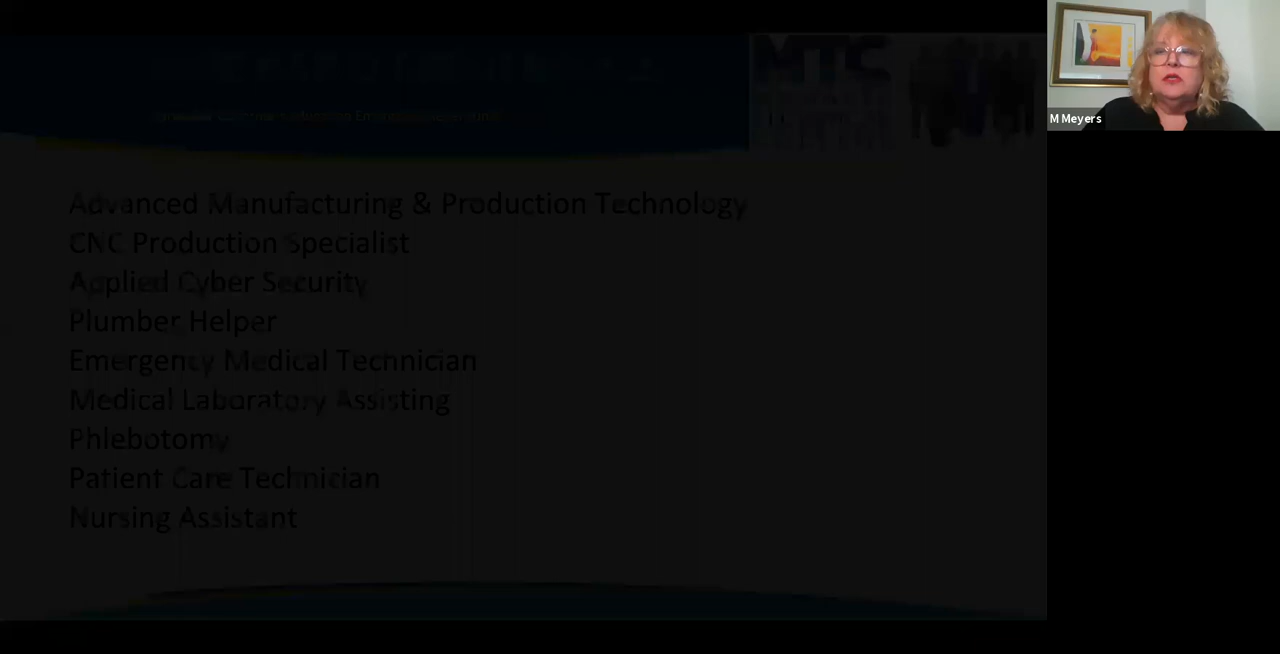 MTC
M Meyers
Advanced Manufacturing & Production Technology
CNC Production Specialist
Applied Cyber Security
Plumber Helper
Emergency Medical Technician
Medical Laboratory Assisting
Phlebotomy
Patient Care Technician
Nursing Assistant